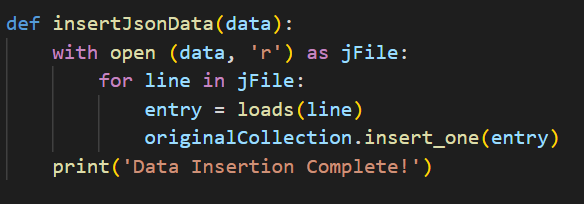 def insertJsonData(data):
    with open (data, 'r') as jFile:
        for line in jFile:
            entry = loads(line)
            originalCollection.insert_one(entry)
    print('Data Insertion Complete!')